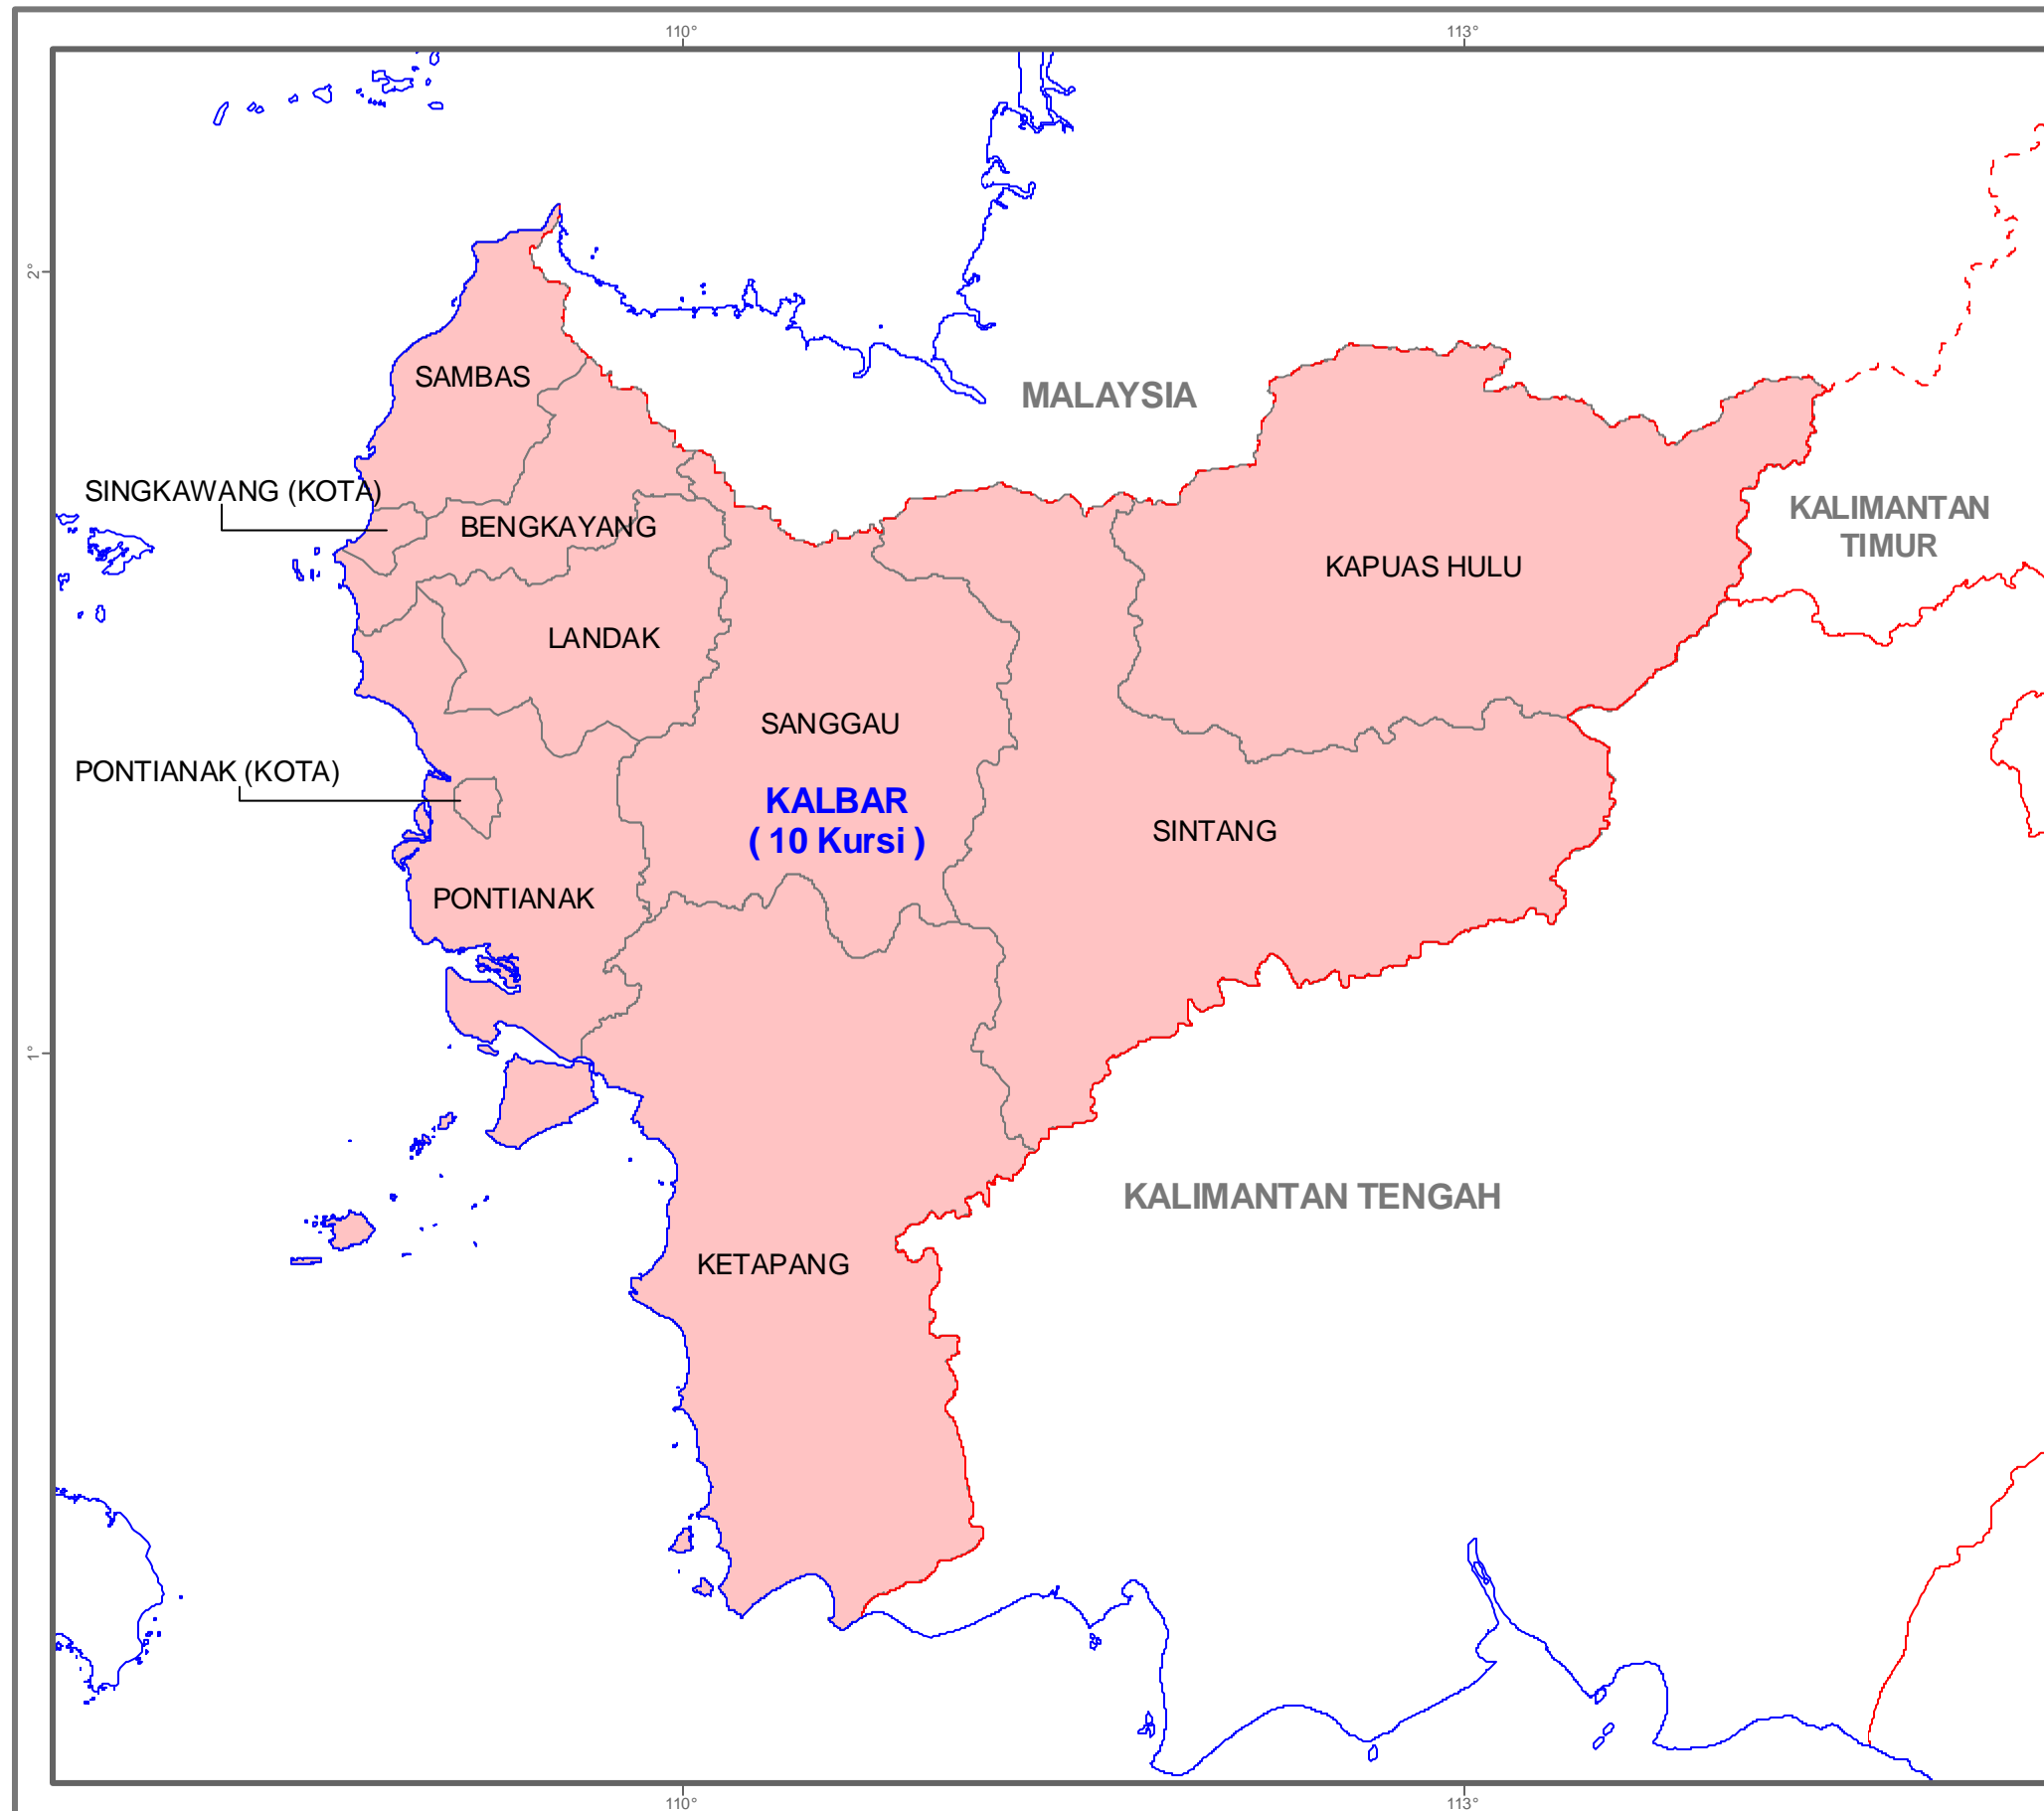 110°
113°
2°
SAMBAS
MALAYSIA
SINGKAWANG (KOTA)
BENGKAYANG
KALIMANTAN
TIMUR
KAPUAS HULU
LANDAK
SANGGAU
PONTIANAK (KOTA)
KALBAR
( 10 Kursi )
SINTANG
PONTIANAK
1°
KALIMANTAN TENGAH
KETAPANG
110°
113°